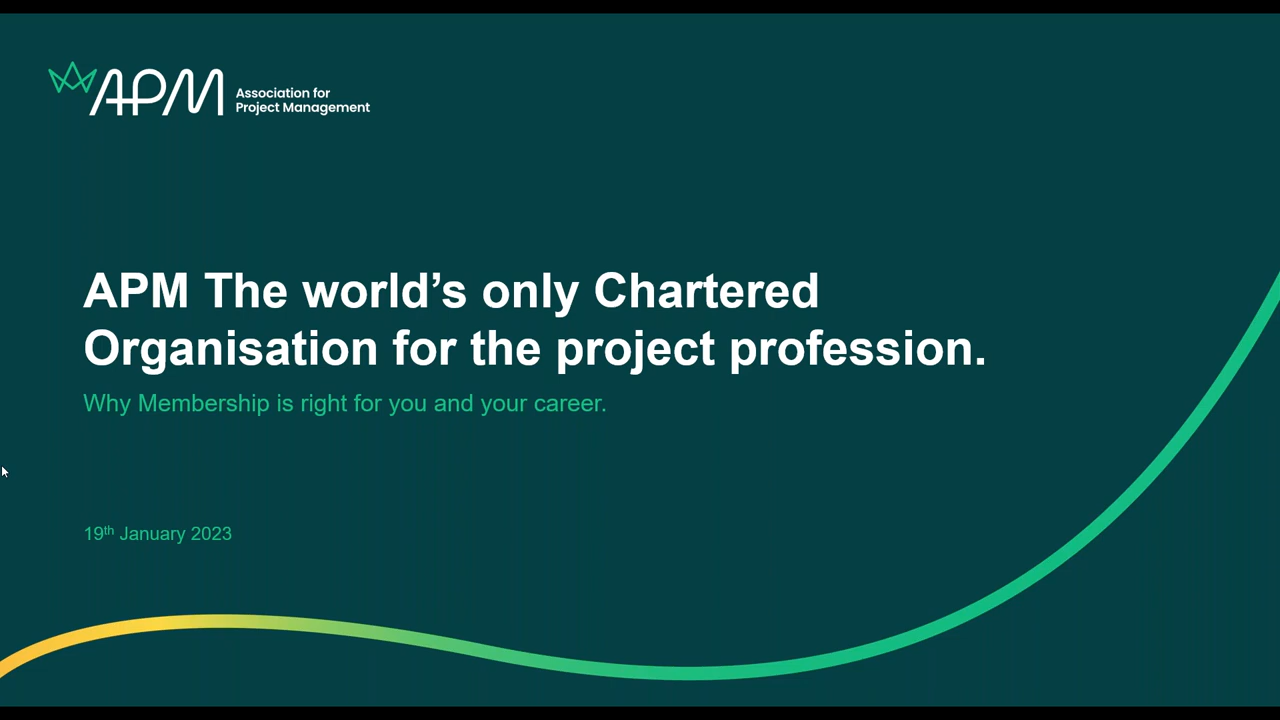 APM
Association for
Project Management
APM The world’s only Chartered
Organisation for the project profession.
Why Membership is right for you and your career.
19th January 2023